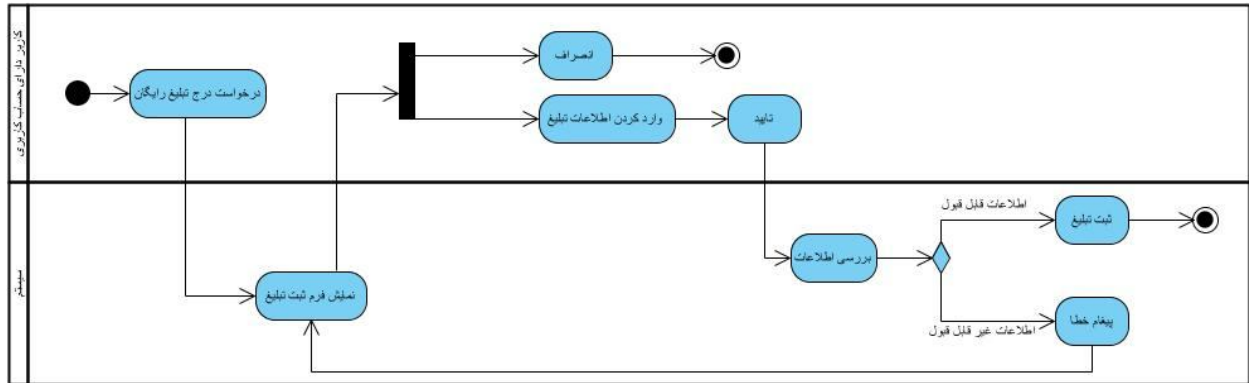 کاربر دارای حساب کاربری
درخواست درج تبلیغ رایگان
انصراف
وارد کردن اطلاعات تبلیغ
تایید
سیستم
نمایش فرم ثبت تبلیغ
بررسی اطلاعات
اطلاعات قابل قبول
ثبت تبلیغ
اطلاعات غیر قابل قبول
پیغام خطا